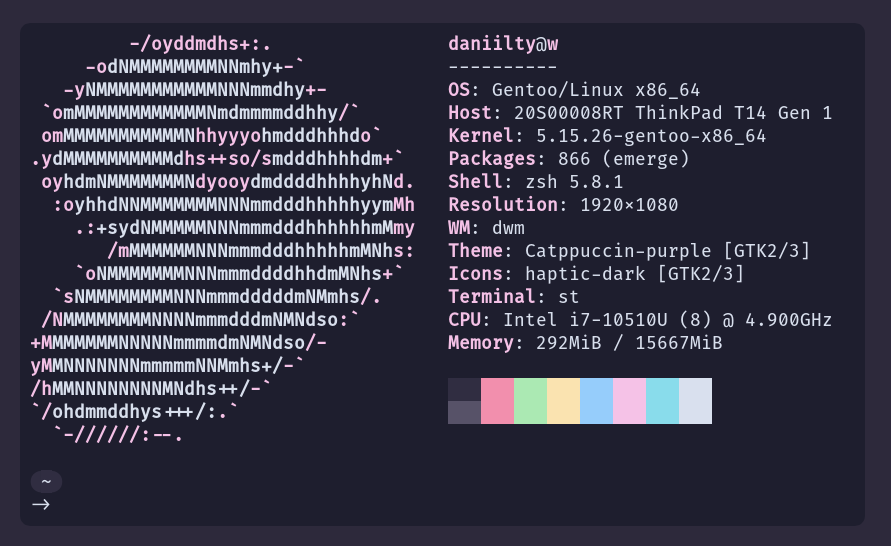 -/oyddmdhs+:.
     -odNMMMMMMMMNNmhy+-`
   -yNMMMMMMMMMMMNNNmmdhy+-
 `omMMMMMMMMMMMMNmdmmmmddhhy/`
 omMMMMMMMMMMMNhhyyyohmdddhhhdo`
.ydMMMMMMMMMMdhs++so/smdddhhhhdm+`
 oyhdmNMMMMMMMNdyooydmddddhhhhyhNd.
  :oyhhdNNMMMMMMMNNNmmdddhhhhhyymMh
    .:+sydNMMMMMNNNmmmdddhhhhhhmMmy
       /mMMMMMMNNNmmmdddhhhhhmMNhs:
    `oNMMMMMMMNNNmmmddddhhdmMNhs+`
  `sNMMMMMMMMNNNmmmdddddmNMmhs/.
 /NMMMMMMMMNNNNmmmdddmNMNdso:`
+MMMMMMMNNNNNmmmmdmNMNdso/-
yMMNNNNNNNmmmmmNNMmhs+/-`
/hMMNNNNNNNNMNdhs++/-`
`/ohdmmddhys+++/:.`
  `-//////:--.
daniilty@w
----------
OS: Gentoo/Linux x86_64
Host: 20S00008RT ThinkPad T14 Gen 1
Kernel: 5.15.26-gentoo-x86_64
Packages: 866 (emerge)
Shell: zsh 5.8.1
Resolution: 1920x1080
WM: dwm
Theme: Catppuccin-purple [GTK2/3]
Icons: haptic-dark [GTK2/3]
Terminal: st
CPU: Intel i7-10510U (8) @ 4.900GHz
Memory: 292MiB / 15667MiB
~
→